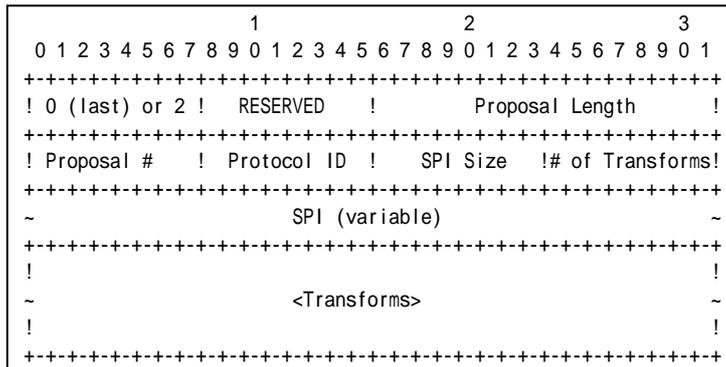 1                   2                   3
 0 1 2 3 4 5 6 7 8 9 0 1 2 3 4 5 6 7 8 9 0 1 2 3 4 5 6 7 8 9 0 1
+-+-+-+-+-+-+-+-+-+-+-+-+-+-+-+-+-+-+-+-+-+-+-+-+-+-+-+-+-+-+-+-+
! 0 (last) or 2 !   RESERVED    !         Proposal Length       !
+-+-+-+-+-+-+-+-+-+-+-+-+-+-+-+-+-+-+-+-+-+-+-+-+-+-+-+-+-+-+-+-+
! Proposal #    !  Protocol ID  !    SPI Size   !# of Transforms!
+-+-+-+-+-+-+-+-+-+-+-+-+-+-+-+-+-+-+-+-+-+-+-+-+-+-+-+-+-+-+-+-+
~                        SPI (variable)                         ~
+-+-+-+-+-+-+-+-+-+-+-+-+-+-+-+-+-+-+-+-+-+-+-+-+-+-+-+-+-+-+-+-+
!                                                               !
~                        <Transforms>                           ~
!                                                               !
+-+-+-+-+-+-+-+-+-+-+-+-+-+-+-+-+-+-+-+-+-+-+-+-+-+-+-+-+-+-+-+-+